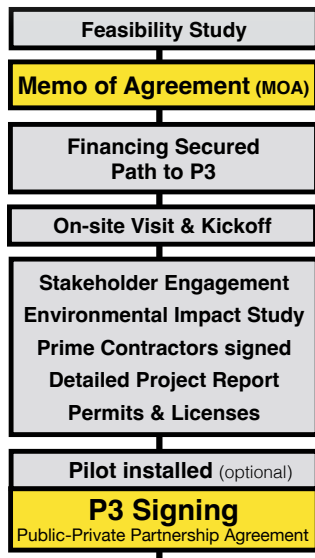 Feasibility Study
Memo of Agreement (MOA)
Financing Secured
Path to P3
On-site Visit & Kickoff
Stakeholder Engagement
Environmental Impact Study
Prime Contractors signed
Detailed Project Report
Permits & Licenses
Pilot installed (optional)
P3 Signing
Public-Private Partnership Agreement